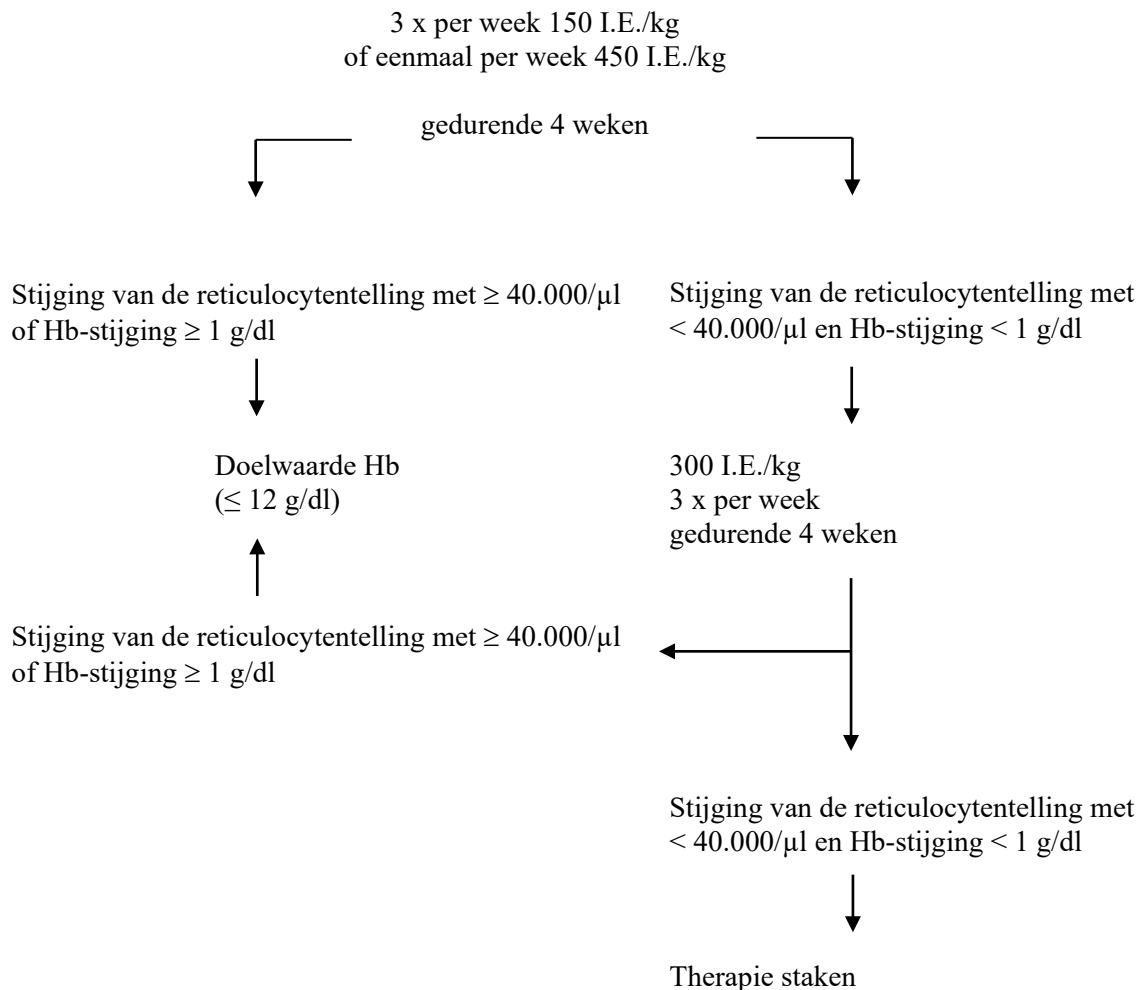 3 x per week 150 I.E./kg
of eenmaal per week 450 I.E./kg
gedurende 4 weken
Stijging van de reticulocytentelling met ≥ 40.000/µl
of Hb-stijging ≥ 1 g/dl
Stijging van de reticulocytentelling met
< 40.000/µl en Hb-stijging < 1 g/dl
Doelwaarde Hb
(≤ 12 g/dl)
300 I.E./kg
3 x per week
gedurende 4 weken
Stijging van de reticulocytentelling met ≥ 40.000/µl
of Hb-stijging ≥ 1 g/dl
Stijging van de reticulocytentelling met
< 40.000/µl en Hb-stijging < 1 g/dl
Therapie staken